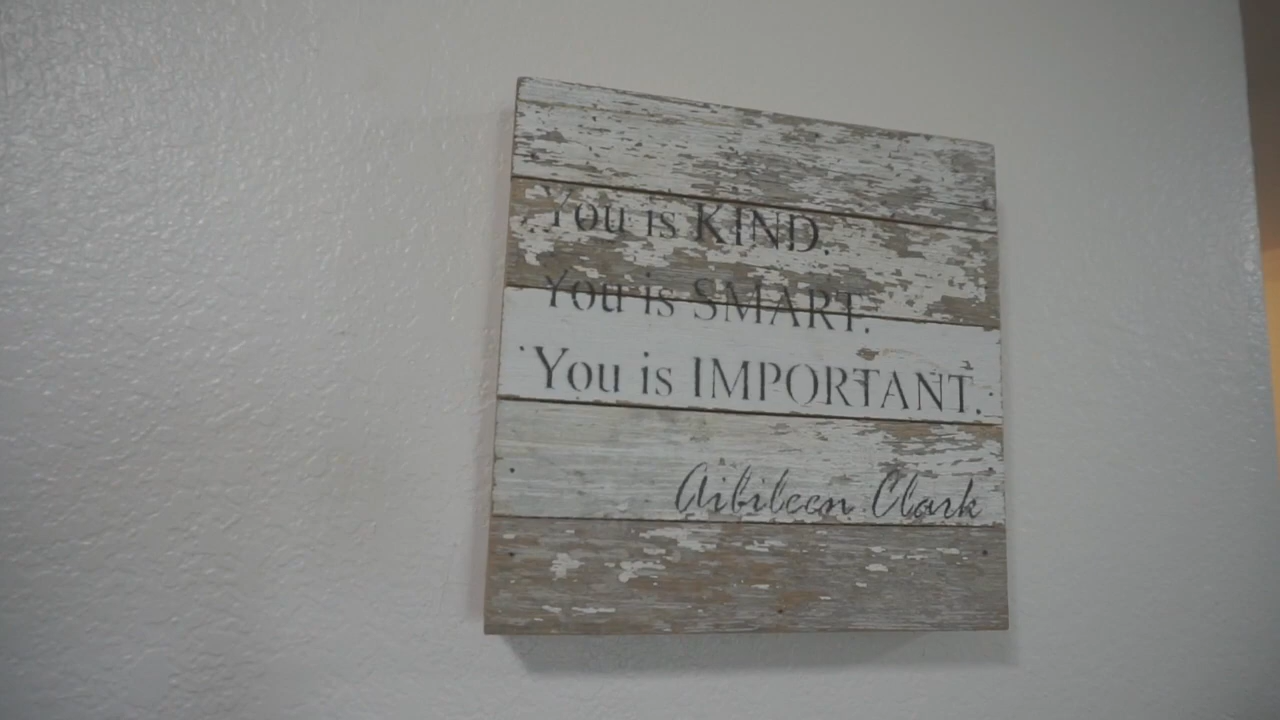 You is KIND.
You is SMART.
You is IMPORTANT.
Aibileen Clark